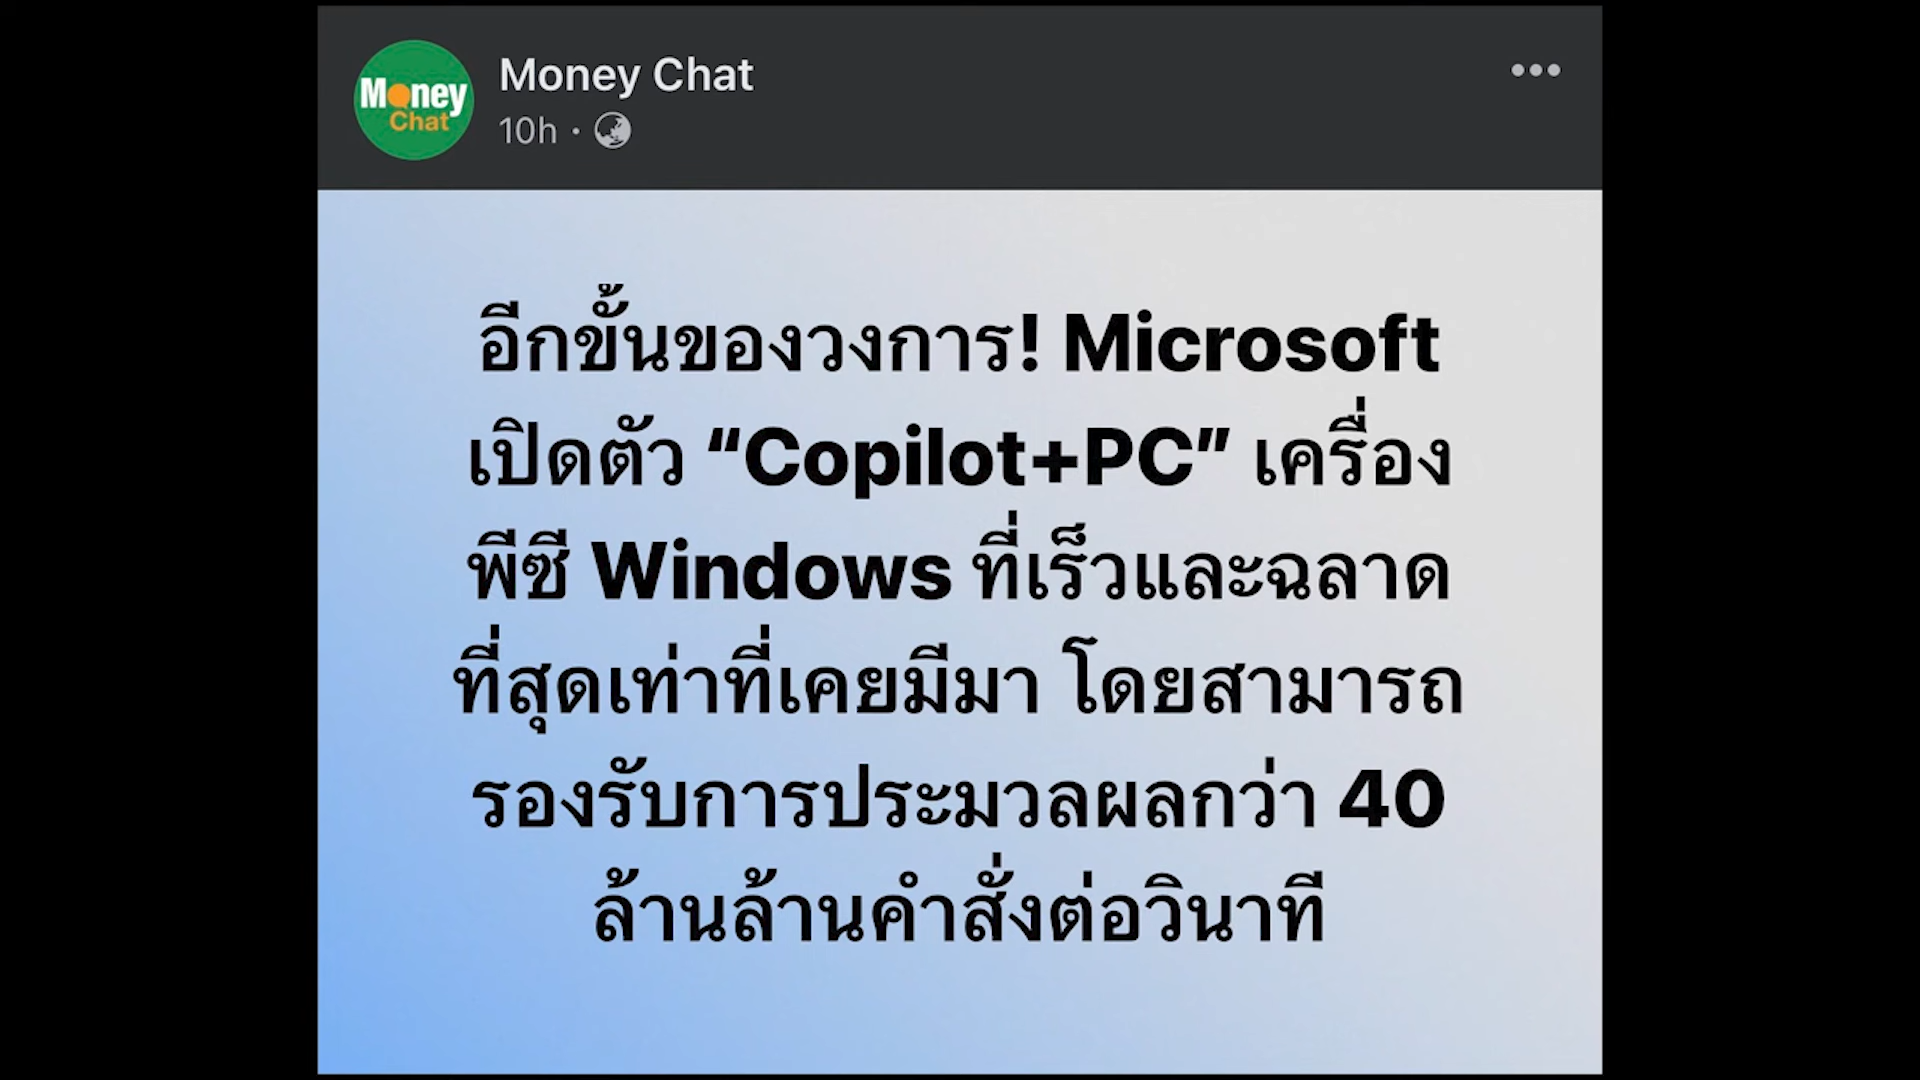 Money Chat
Money Chat
10h ·
อีกขั้นของวงการ! Microsoft
เปิดตัว “Copilot+PC” เครื่อง
พีซี Windows ที่เร็วและฉลาด
ที่สุดเท่าที่เคยมีมา โดยสามารถ
รองรับการประมวลผลกว่า 40
ล้านล้านคำสั่งต่อวินาที